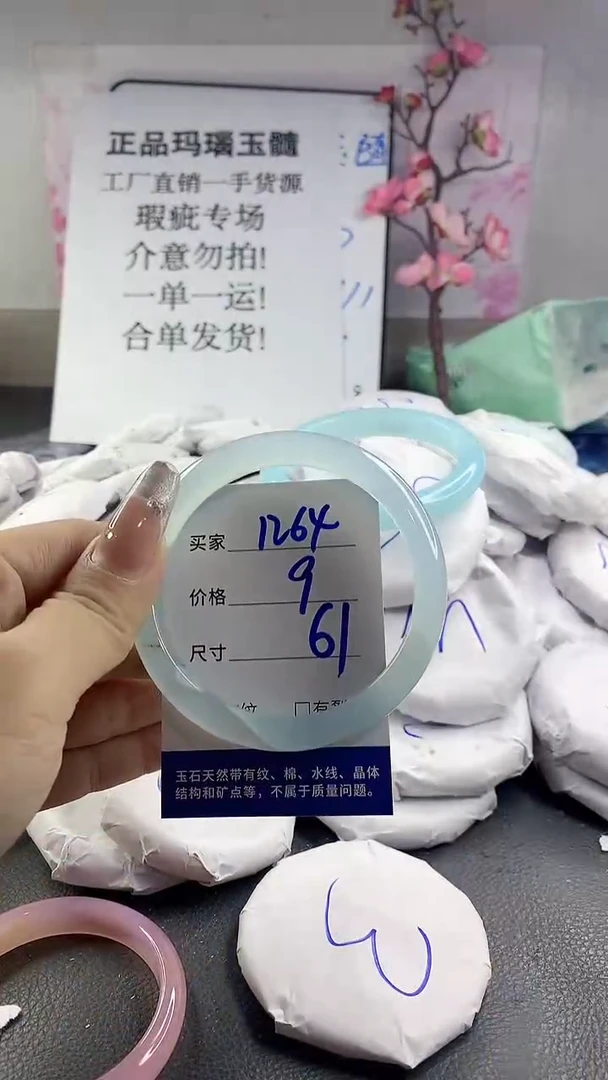 正品玛瑙玉髓
工厂直销一手货源
瑕疵专场
介意勿拍!
一单一运!
合单发货!
买家 1264
价格 9
尺寸 61
玉石天然带有纹、棉、水线、晶体
结构和矿点等，不属于质量问题。